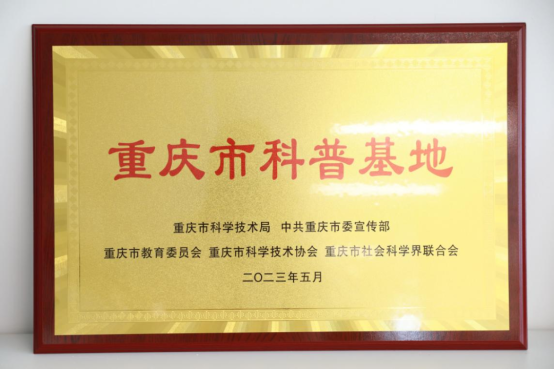 重庆市科普基地
重庆市科学技术局 中共重庆市委宣传部
重庆市教育委员会 重庆市科学技术协会 重庆市社会科学界联合会
二〇二三年五月